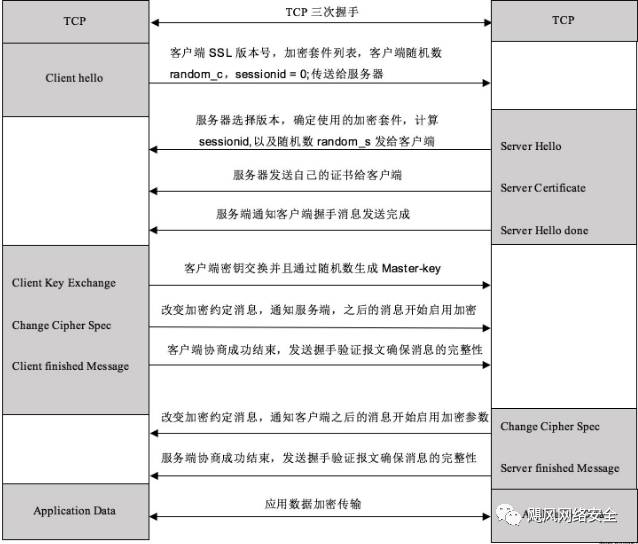 TCP
TCP 三次握手
TCP
Client hello
客户端 SSL 版本号，加密套件列表，客户端随机数
random_c，sessionid = 0;传送给服务器
服务器选择版本，确定使用的加密套件，计算
sessionid,以及随机数 random_s 发给客户端
Server Hello
服务器发送自己的证书给客户端
Server Certificate
服务端通知客户端握手消息发送完成
Server Hello done
Client Key Exchange
客户端密钥交换并且通过随机数生成 Master-key
Change Cipher Spec
改变加密约定消息，通知服务端，之后的消息开始启用加密
Client finished Message
客户端协商成功结束，发送握手验证报文确保消息的完整性
改变加密约定消息，通知客户端之后的消息开始启用加密参数
Change Cipher Spec
服务端协商成功结束，发送握手验证报文确保消息的完整性
Server finished Message
Application Data
应用数据加密传输
飓风网络安全